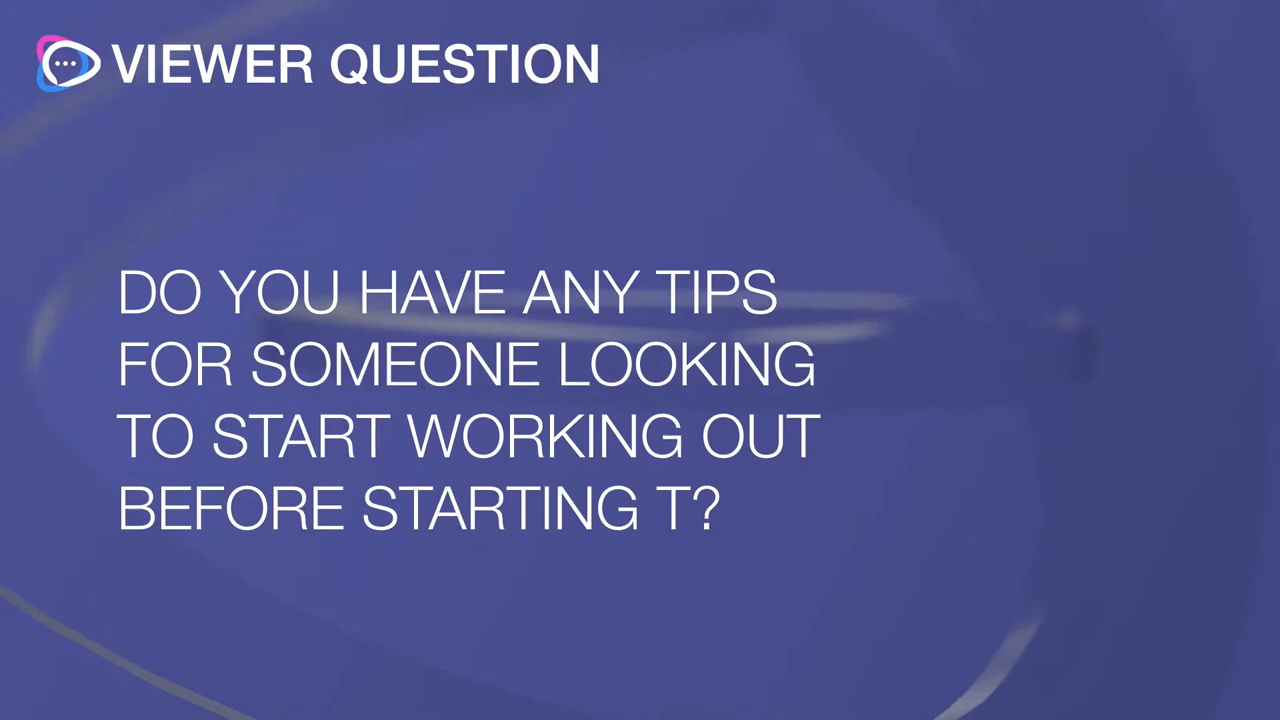 VIEWER QUESTION
DO YOU HAVE ANY TIPS
FOR SOMEONE LOOKING
TO START WORKING OUT
BEFORE STARTING T?